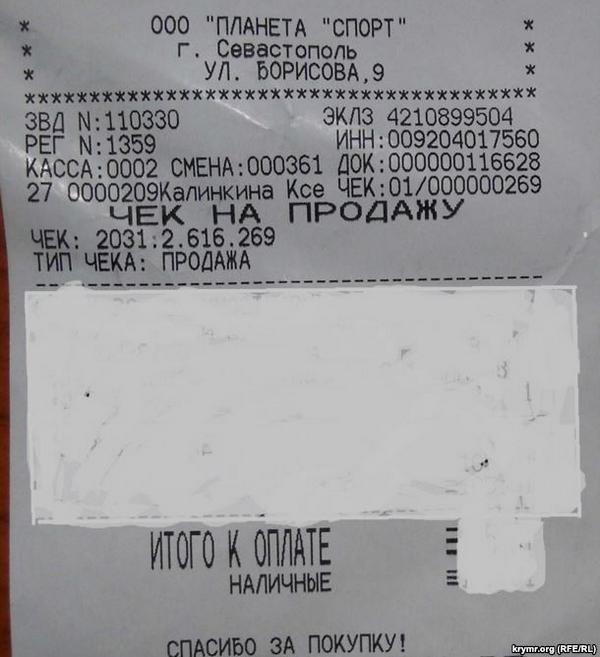 * ООО "ПЛАНЕТА "СПОРТ" *
* г. Севастополь *
* УЛ. БОРИСОВА,9 *
****************************************
ЗВД N:110330 ЭКЛЗ 4210899504
РЕГ N:1359 ИНН:009204017560
КАССА:0002 СМЕНА:000361 ДОК:000000116628
27 0000209Калинкина Ксе ЧЕК:01/000000269
ЧЕК НА ПРОДАЖУ
ЧЕК: 2031:2.616.269
ТИП ЧЕКА: ПРОДАЖА
ИТОГО К ОПЛАТЕ =
НАЛИЧНЫЕ =
СПАСИБО ЗА ПОКУПКУ!
krymr.org (RFE/RL)